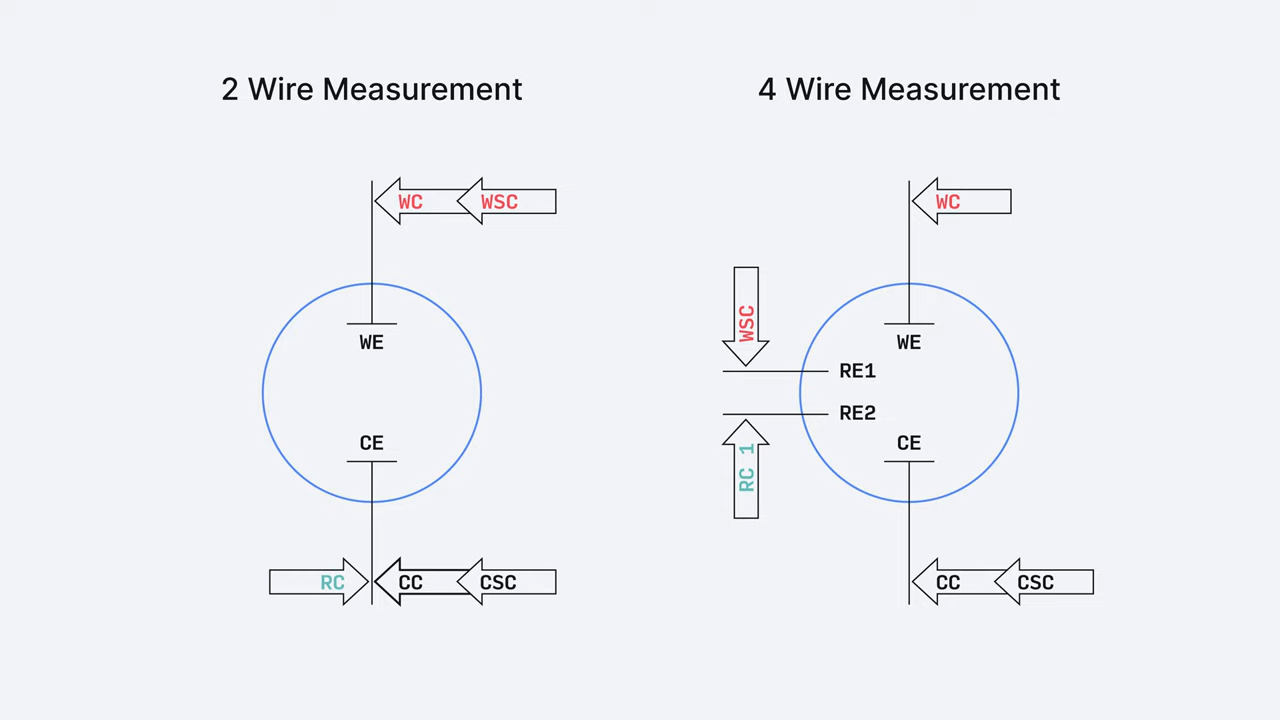 2 Wire Measurement
WC WSC
WE
CE
RC CC CSC
4 Wire Measurement
WC
WSC
WE
RE1
RE2
CE
RC 1
CC CSC